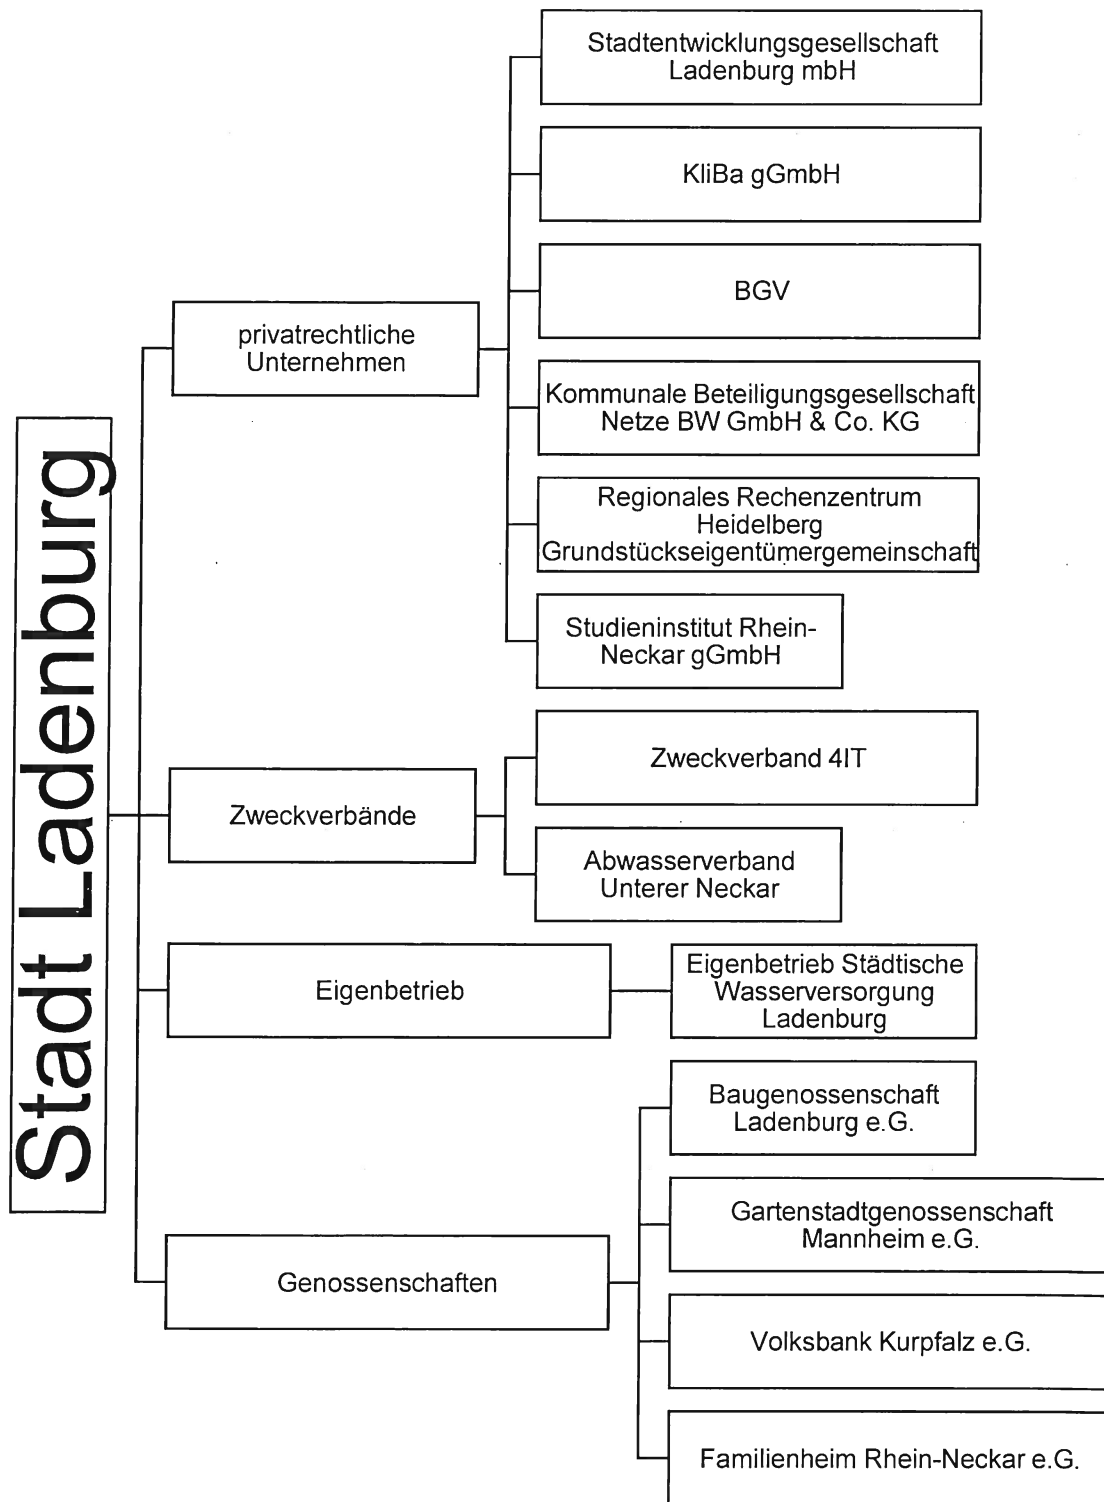 Stadt Ladenburg
privatrechtliche
Unternehmen
Stadtentwicklungsgesellschaft
Ladenburg mbH
KliBa gGmbH
BGV
Kommunale Beteiligungsgesellschaft
Netze BW GmbH & Co. KG
Regionales Rechenzentrum
Heidelberg
Grundstückseigentümergemeinschaft
Studieninstitut Rhein-
Neckar gGmbH
Zweckverbände
Zweckverband 4IT
Abwasserverband
Unterer Neckar
Eigenbetrieb
Eigenbetrieb Städtische
Wasserversorgung
Ladenburg
Genossenschaften
Baugenossenschaft
Ladenburg e.G.
Gartenstadtgenossenschaft
Mannheim e.G.
Volksbank Kurpfalz e.G.
Familienheim Rhein-Neckar e.G.